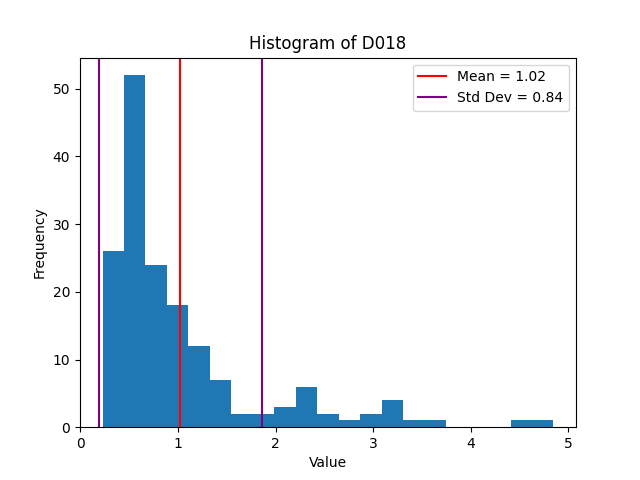 Histogram of D018
Mean = 1.02
Std Dev = 0.84
Frequency
50
40
30
20
10
0
0 1 2 3 4 5
Value